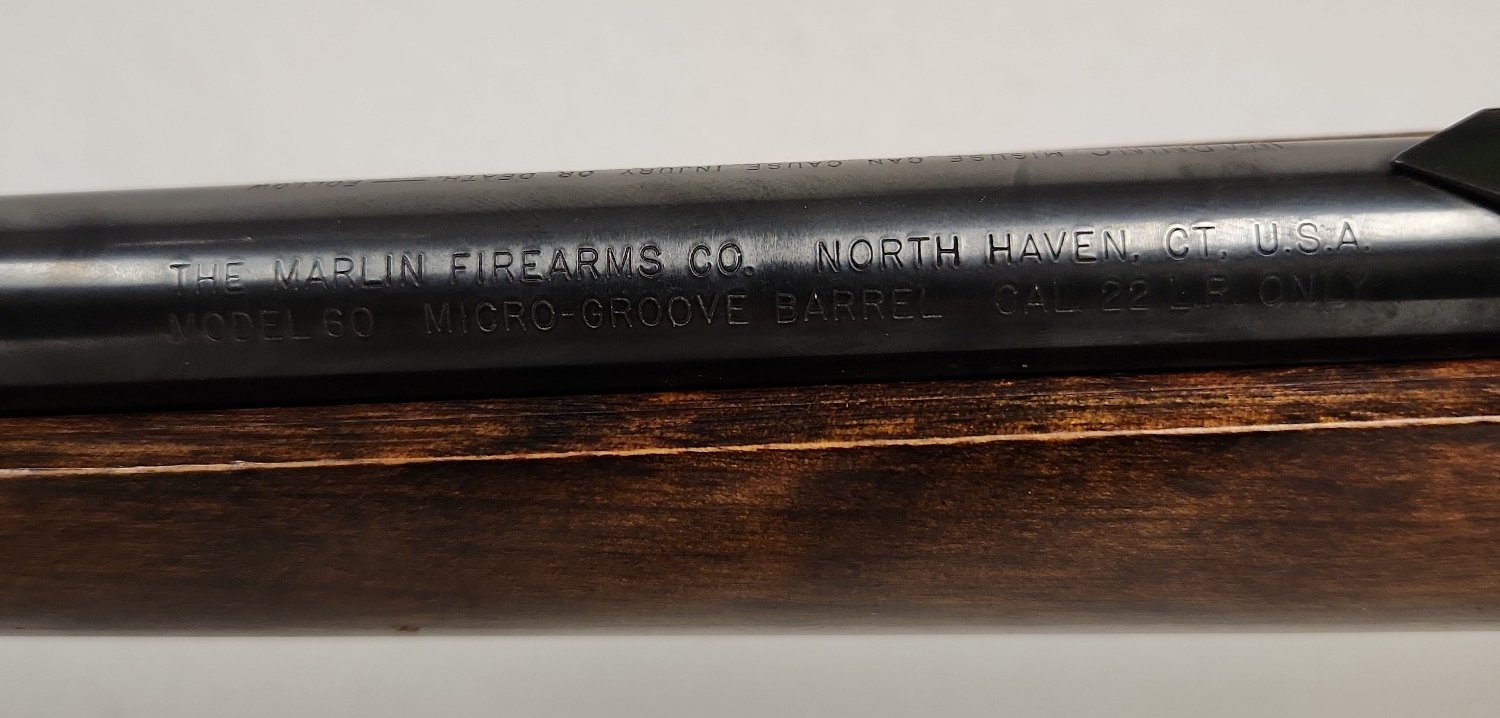 WARNING MISUSE CAN CAUSE INJURY OR DEATH — FOLLOW
THE MARLIN FIREARMS CO. NORTH HAVEN, CT. U.S.A.
MODEL 60 MICRO-GROOVE BARREL CAL. 22 L.R. ONLY